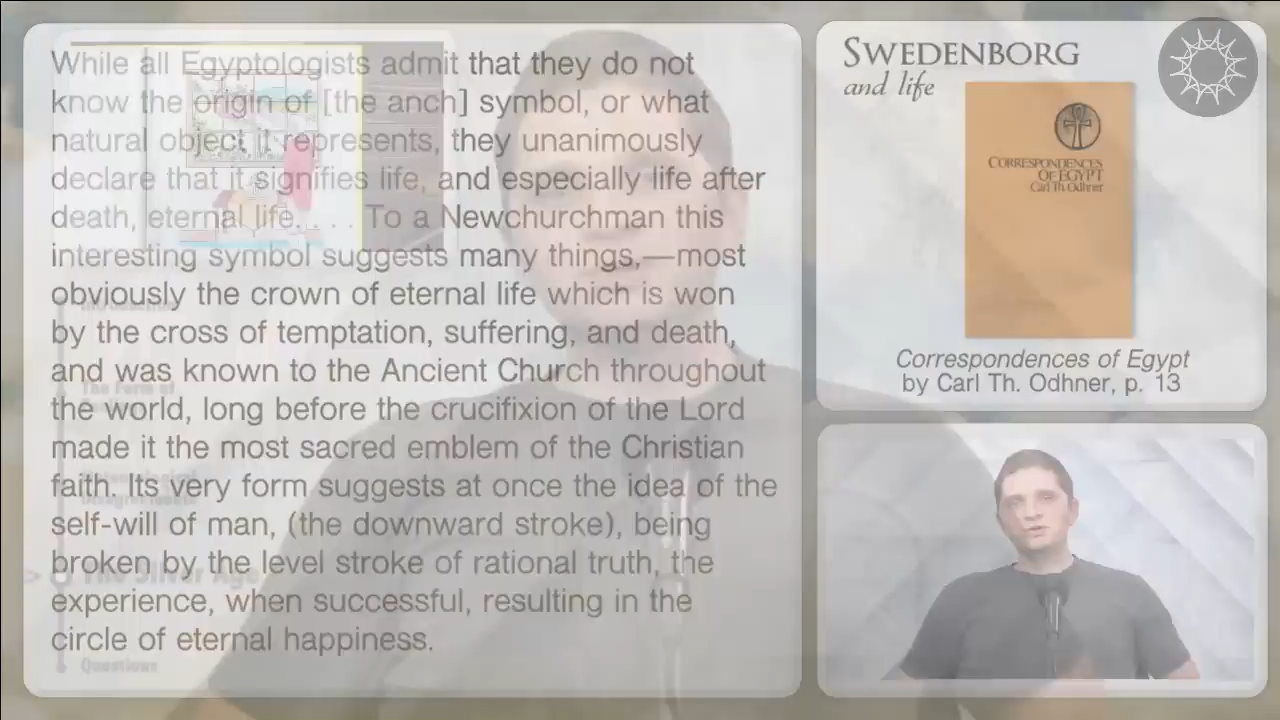 While all Egyptologists admit that they do not
know the origin of [the anch] symbol, or what
natural object it represents, they unanimously
declare that it signifies life, and especially life after
death, eternal life. . . . To a Newchurchman this
interesting symbol suggests many things,—most
obviously the crown of eternal life which is won
by the cross of temptation, suffering, and death,
and was known to the Ancient Church throughout
the world, long before the crucifixion of the Lord
made it the most sacred emblem of the Christian
faith. Its very form suggests at once the idea of the
self-will of man, (the downward stroke), being
broken by the level stroke of rational truth, the
experience, when successful, resulting in the
circle of eternal happiness.
The Silver Age
Questions
SWEDENBORG
and life
CORRESPONDENCES
OF EGYPT
Carl Th. Odhner
Correspondences of Egypt
by Carl Th. Odhner, p. 13